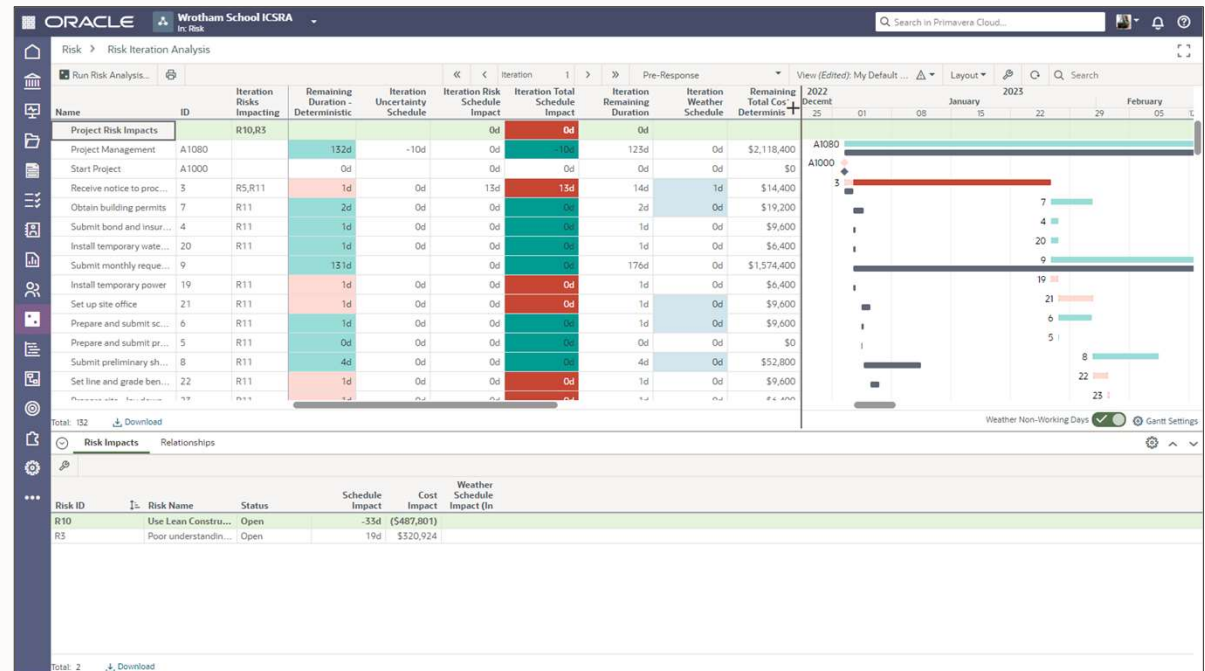 ORACLE Wrotham School ICSRA
In: Risk
Search in Primavera Cloud...
Risk > Risk Iteration Analysis
Run Risk Analysis... Iteration 1 Pre-Response View (Edited): My Default ... Layout Search
Name ID Iteration Risks Impacting Remaining Duration - Deterministic Iteration Uncertainty Schedule Iteration Risk Schedule Impact Iteration Total Schedule Impact Iteration Remaining Duration Iteration Weather Schedule Remaining Total Cos Determinis
2022 2023
Decemt January February
25 01 08 15 22 29 05
Project Risk Impacts R10,R3 0d 0d 0d
Project Management A1080 132d -10d 0d -10d 123d 0d $2,118,400 A1080
Start Project A1000 0d 0d 0d 0d 0d $0 A1000
Receive notice to proc... 3 R5,R11 1d 0d 13d 13d 14d 1d $14,400 3
Obtain building permits 7 R11 2d 0d 0d 0d 2d 0d $19,200 7
Submit bond and insur... 4 R11 1d 0d 0d 0d 1d 0d $9,600 4
Install temporary wate... 20 R11 1d 0d 0d 0d 1d 0d $6,400 20
Submit monthly reque... 9 131d 0d 0d 176d 0d $1,574,400 9
Install temporary power 19 R11 1d 0d 0d 0d 1d 0d $6,400 19
Set up site office 21 R11 1d 0d 0d 0d 1d 0d $9,600 21
Prepare and submit sc... 6 R11 1d 0d 0d 0d 1d 0d $9,600 6
Prepare and submit pr... 5 R11 0d 0d 0d 0d 0d 0d $0 5
Submit preliminary sh... 8 R11 4d 0d 0d 0d 4d 0d $52,800 8
Set line and grade ben... 22 R11 1d 0d 0d 0d 1d 0d $9,600 22
23
Total: 132 Download Weather Non-Working Days Gantt Settings
Risk Impacts Relationships
Risk ID Risk Name Status Schedule Impact Cost Impact Weather Schedule Impact (In
R10 Use Lean Constru... Open -33d ($487,801)
R3 Poor understandin... Open 19d $320,924
Total: 2 Download